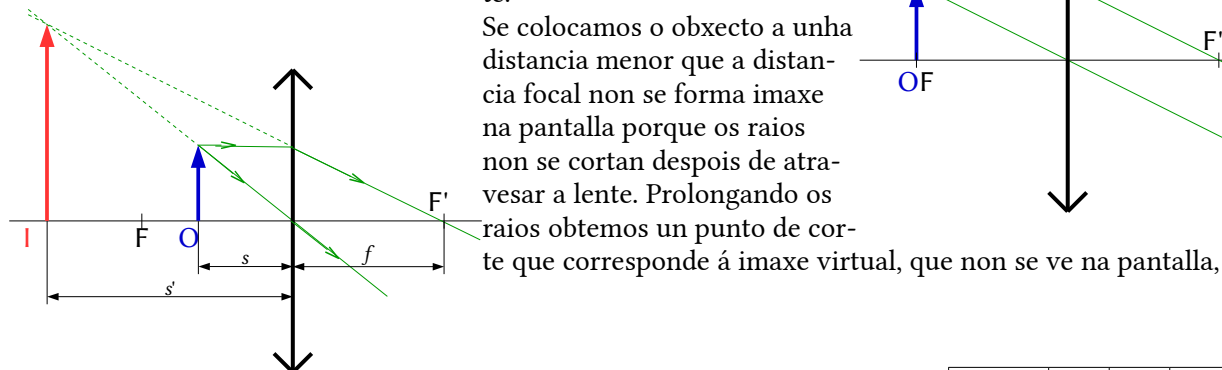 te.
Se colocamos o obxecto a unha
distancia menor que a distan-
cia focal non se forma imaxe
na pantalla porque os raios
non se cortan despois de atra-
vesar a lente. Prolongando os
raios obtemos un punto de cor-
te que corresponde á imaxe virtual, que non se ve na pantalla,
I
F
O
F'
s
f
s'
O
F
F'